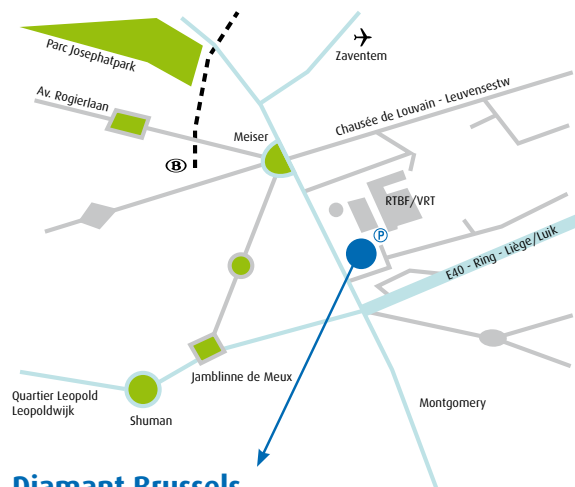 Parc Josephatpark
Zaventem
Av. Rogierlaan
Chausée de Louvain - Leuvensestw
Meiser
B
RTBF/VRT
P
E40 - Ring - Liège/Luik
Jamblinne de Meux
Quartier Leopold
Leopoldwijk
Shuman
Montgomery
Diamant Brussels